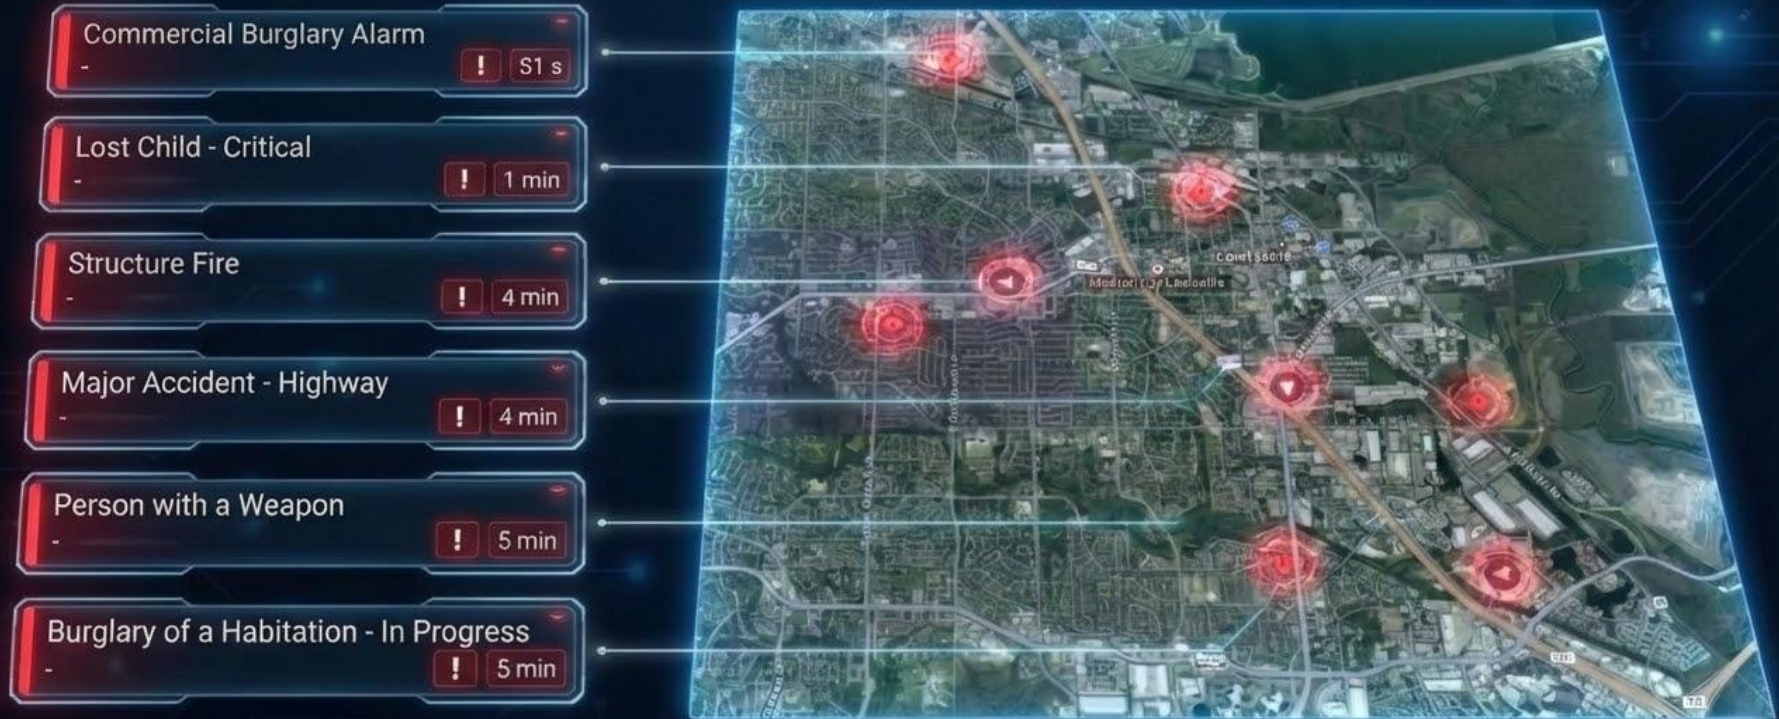 Commercial Burglary Alarm
-
! S1 s
Lost Child - Critical
-
! 1 min
Structure Fire
-
! 4 min
Major Accident - Highway
-
! 4 min
Person with a Weapon
-
! 5 min
Burglary of a Habitation - In Progress
-
! 5 min